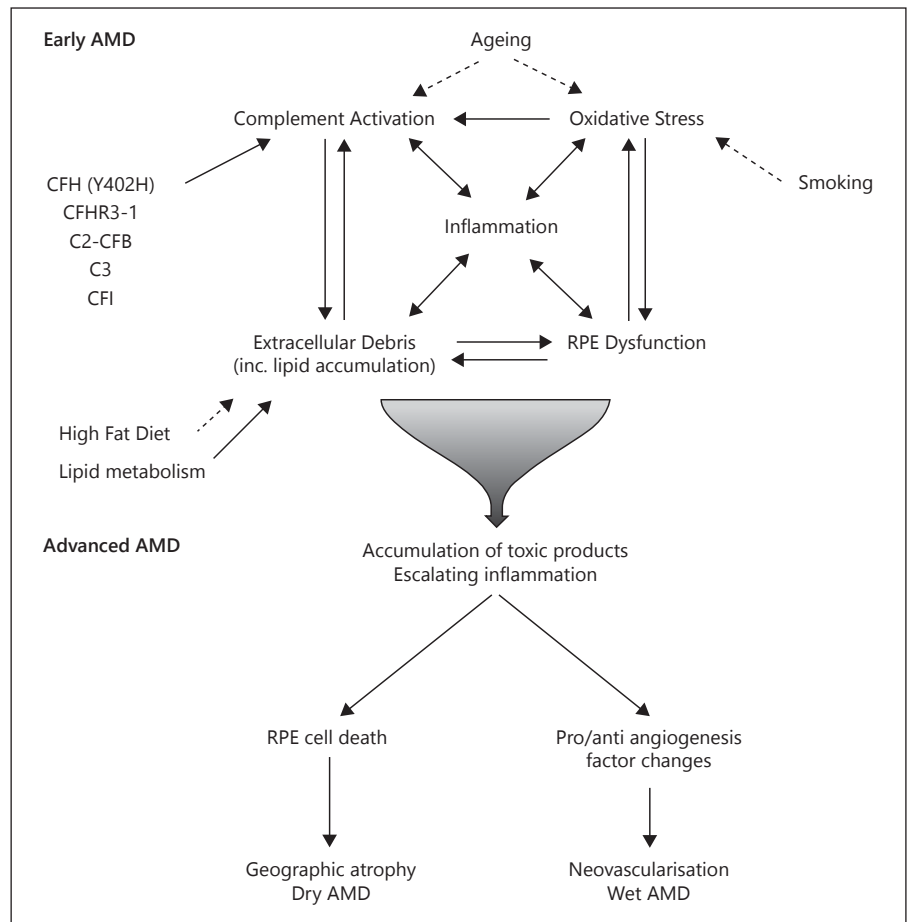 Early AMD
Ageing
Complement Activation
Oxidative Stress
CFH (Y402H)
CFHR3-1
C2-CFB
C3
CFI
Smoking
Inflammation
Extracellular Debris
(inc. lipid accumulation)
RPE Dysfunction
High Fat Diet
Lipid metabolism
Advanced AMD
Accumulation of toxic products
Escalating inflammation
RPE cell death
Pro/anti angiogenesis
factor changes
Geographic atrophy
Dry AMD
Neovascularisation
Wet AMD